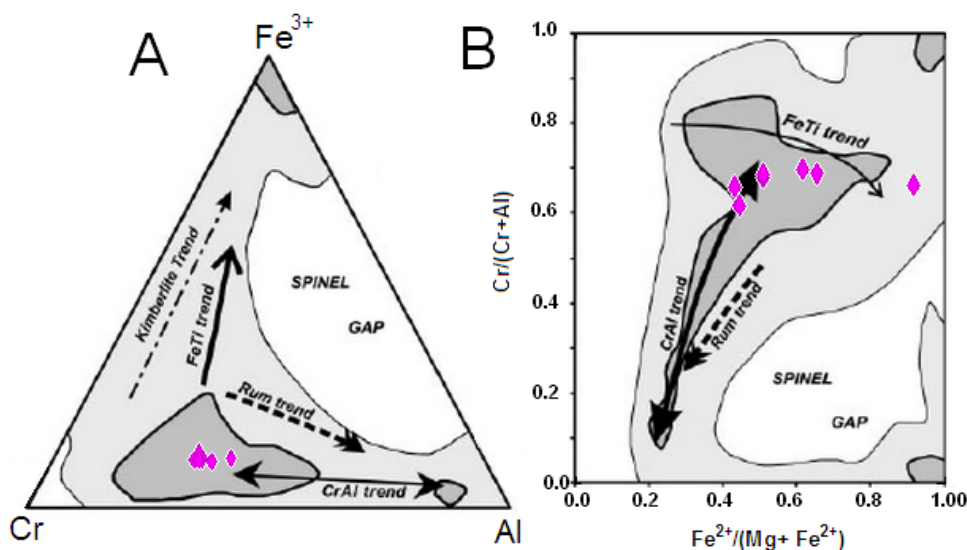 A
Fe3+
Kimberlite Trend
FeTi trend
SPINEL
GAP
Rum trend
CrAl trend
Cr
Al
B
1.0
0.8
0.6
0.4
0.2
0.0
Cr/(Cr+Al)
FeTi trend
CrAl trend
Rum trend
SPINEL
GAP
0.0
0.2
0.4
0.6
0.8
1.00
Fe2+/(Mg+ Fe2+)